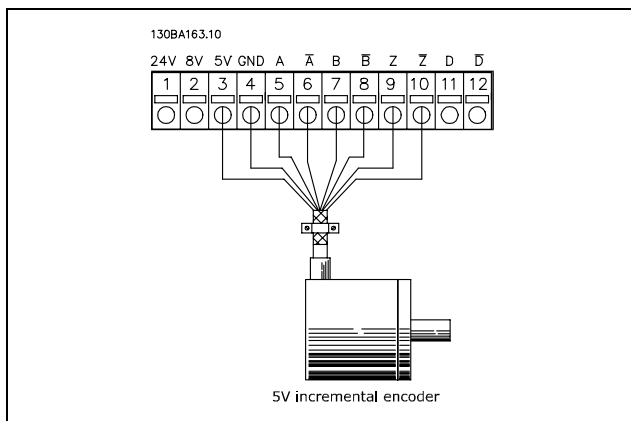 130BA163.10
24V 8V 5V GND A A̅ B B̅ Z Z̅ D D̅
1 2 3 4 5 6 7 8 9 10 11 12
5V incremental encoder